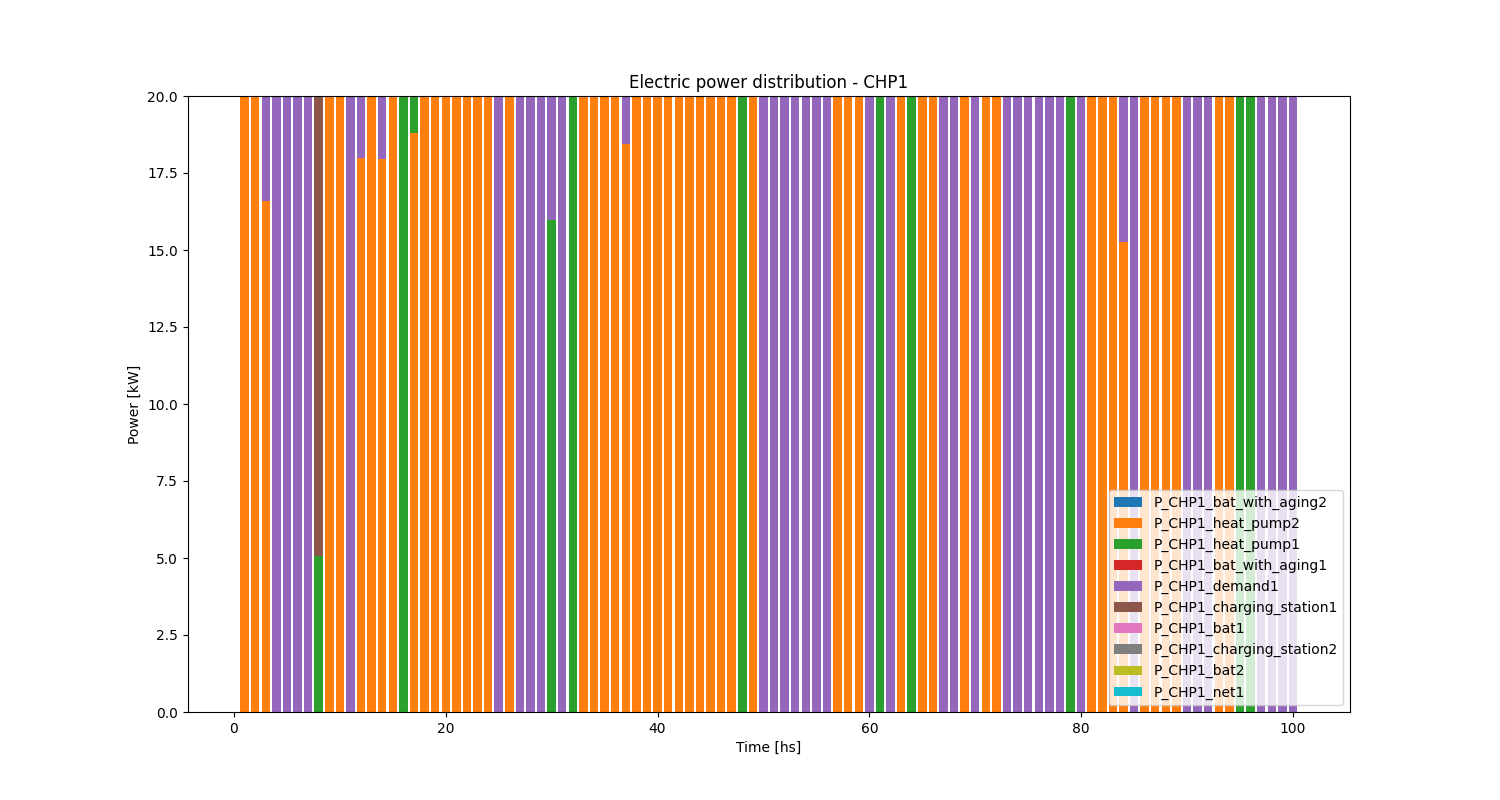 Electric power distribution - CHP1
20.0
17.5
15.0
12.5
10.0
7.5
5.0
2.5
0.0
Power [kW]
P_CHP1_bat_with_aging2
P_CHP1_heat_pump2
P_CHP1_heat_pump1
P_CHP1_bat_with_aging1
P_CHP1_demand1
P_CHP1_charging_station1
P_CHP1_bat1
P_CHP1_charging_station2
P_CHP1_bat2
P_CHP1_net1
0 20 40 60 80 100
Time [hs]